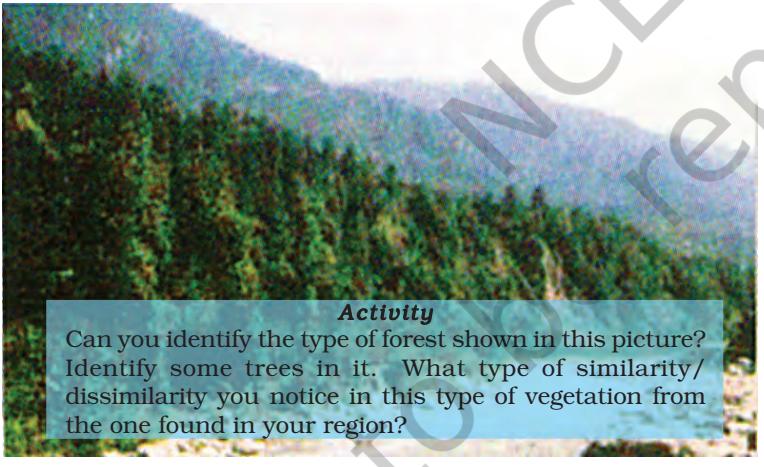 Activity
Can you identify the type of forest shown in this picture?
Identify some trees in it. What type of similarity/
dissimilarity you notice in this type of vegetation from
the one found in your region?
NCE
rep
to b